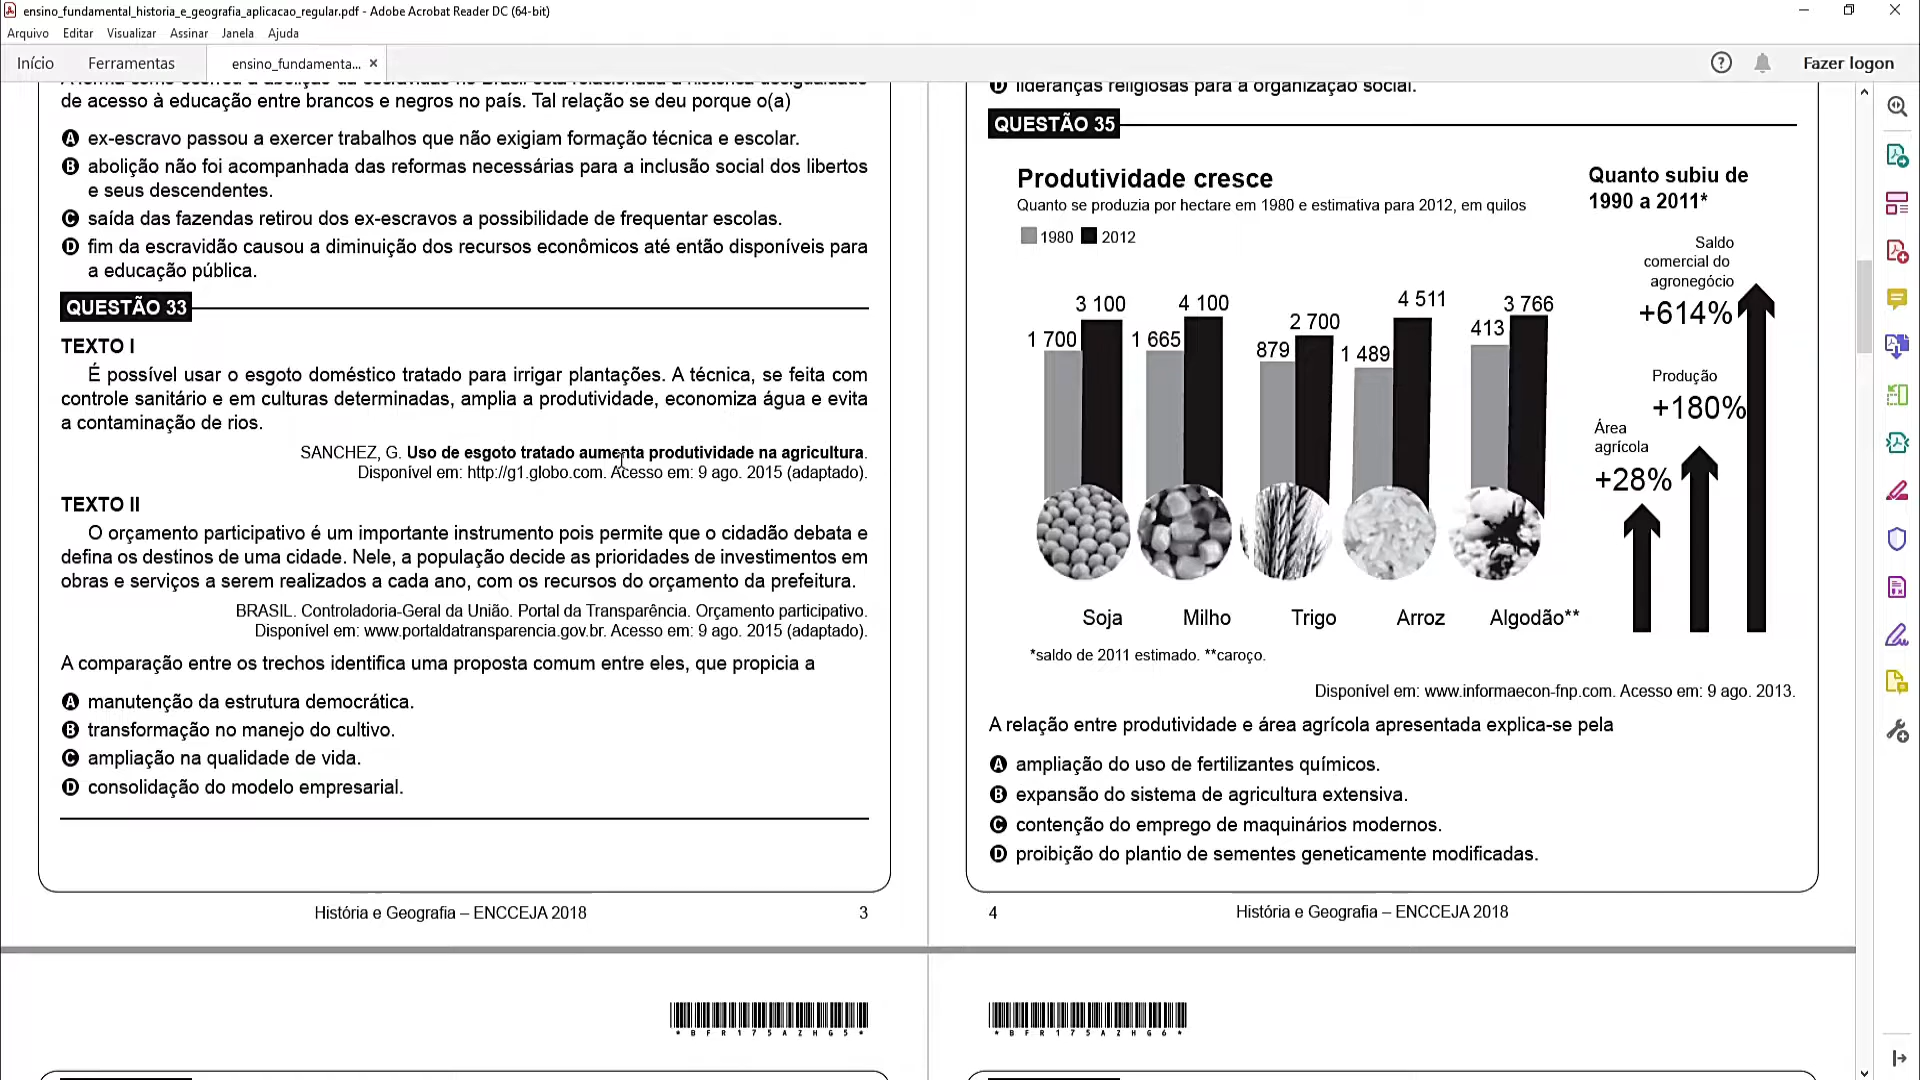 ensino_fundamental_historia_e_geografia_aplicacao_regular.pdf - Adobe Acrobat Reader DC (64-bit)
Arquivo Editar Visualizar Assinar Janela Ajuda
Início Ferramentas ensino_fundamenta... × Fazer logon
de acesso à educação entre brancos e negros no país. Tal relação se deu porque o(a)
A ex-escravo passou a exercer trabalhos que não exigiam formação técnica e escolar.
B abolição não foi acompanhada das reformas necessárias para a inclusão social dos libertos
e seus descendentes.
C saída das fazendas retirou dos ex-escravos a possibilidade de frequentar escolas.
D fim da escravidão causou a diminuição dos recursos econômicos até então disponíveis para
a educação pública.
QUESTÃO 33
TEXTO I
É possível usar o esgoto doméstico tratado para irrigar plantações. A técnica, se feita com
controle sanitário e em culturas determinadas, amplia a produtividade, economiza água e evita
a contaminação de rios.
SANCHEZ, G. Uso de esgoto tratado aumenta produtividade na agricultura.
Disponível em: http://g1.globo.com. Acesso em: 9 ago. 2015 (adaptado).
TEXTO II
O orçamento participativo é um importante instrumento pois permite que o cidadão debata e
defina os destinos de uma cidade. Nele, a população decide as prioridades de investimentos em
obras e serviços a serem realizados a cada ano, com os recursos do orçamento da prefeitura.
BRASIL. Controladoria-Geral da União. Portal da Transparência. Orçamento participativo.
Disponível em: www.portaldatransparencia.gov.br. Acesso em: 9 ago. 2015 (adaptado).
A comparação entre os trechos identifica uma proposta comum entre eles, que propicia a
A manutenção da estrutura democrática.
B transformação no manejo do cultivo.
C ampliação na qualidade de vida.
D consolidação do modelo empresarial.
História e Geografia – ENCCEJA 2018 3
*BFR175AZHG5*
D lideranças religiosas para a organização social.
QUESTÃO 35
Produtividade cresce
Quanto se produzia por hectare em 1980 e estimativa para 2012, em quilos
1980 2012
1 700 3 100 1 665 4 100 879 2 700 1 489 4 511 413 3 766
Soja Milho Trigo Arroz Algodão**
*saldo de 2011 estimado. **caroço.
Quanto subiu de
1990 a 2011*
Saldo
comercial do
agronegócio
+614%
Produção
+180%
Área
agrícola
+28%
Disponível em: www.informaecon-fnp.com. Acesso em: 9 ago. 2013.
A relação entre produtividade e área agrícola apresentada explica-se pela
A ampliação do uso de fertilizantes químicos.
B expansão do sistema de agricultura extensiva.
C contenção do emprego de maquinários modernos.
D proibição do plantio de sementes geneticamente modificadas.
4 História e Geografia – ENCCEJA 2018
*BFR175AZHG6*